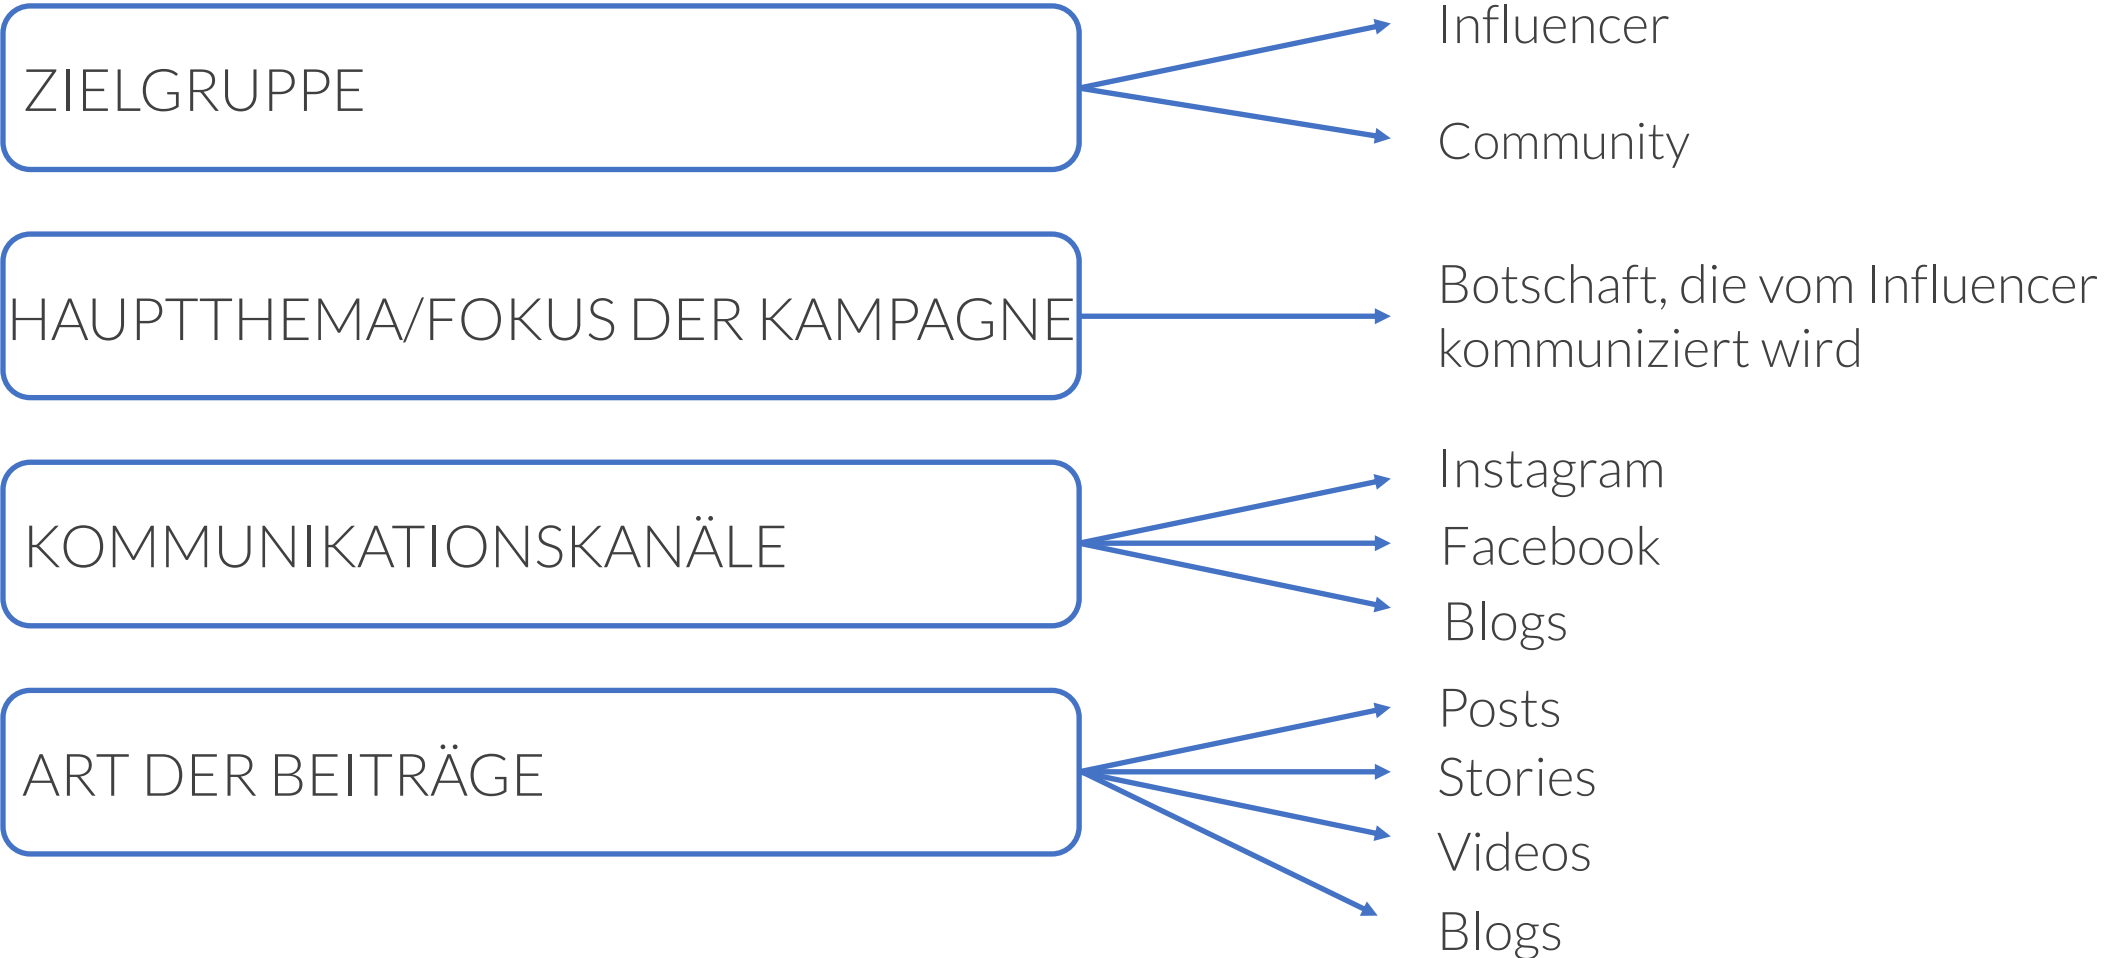 ZIELGRUPPE
Influencer
Community
HAUPTTHEMA/FOKUS DER KAMPAGNE
Botschaft, die vom Influencer
kommuniziert wird
KOMMUNIKATIONSKANÄLE
Instagram
Facebook
Blogs
ART DER BEITRÄGE
Posts
Stories
Videos
Blogs